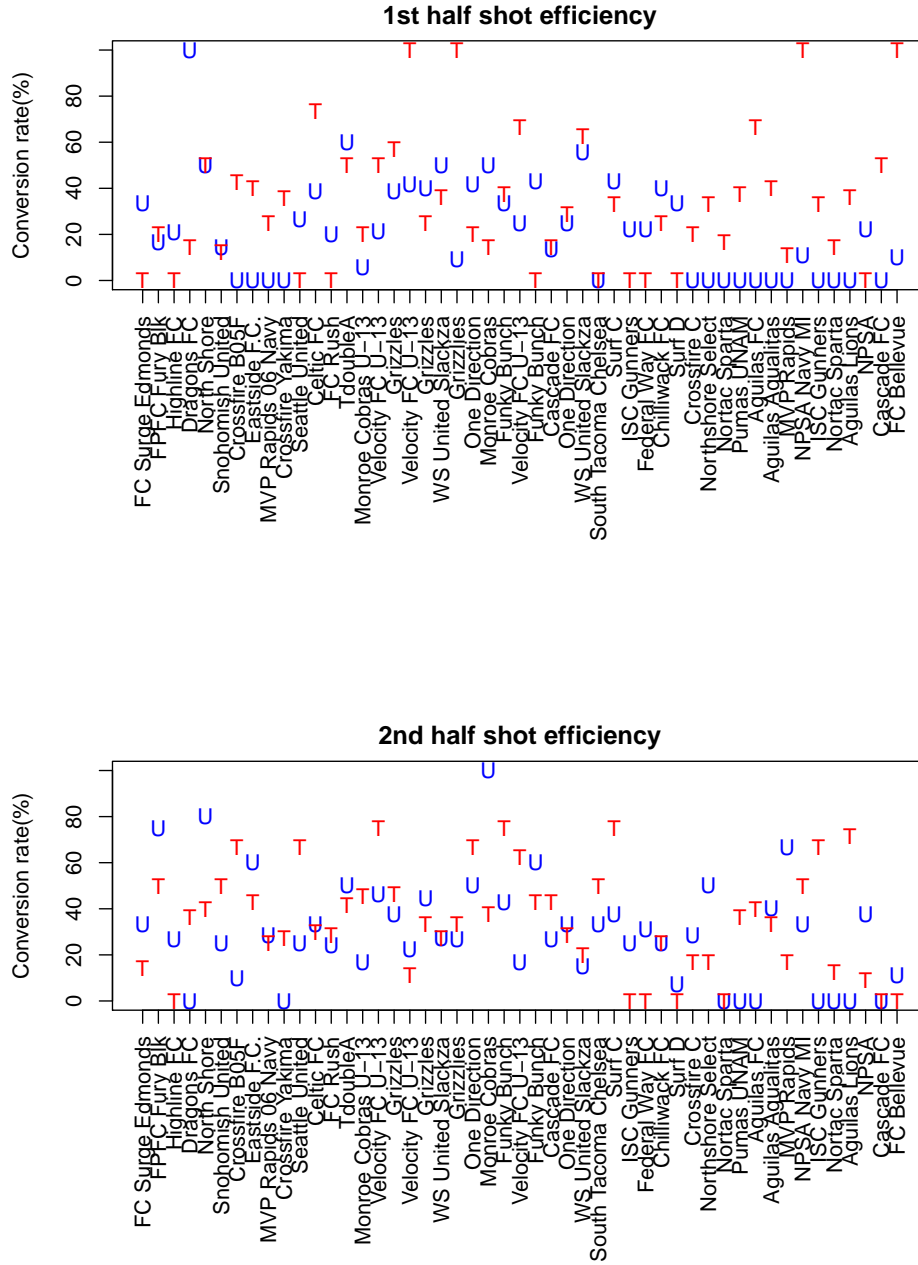 1st half shot efficiency
Conversion rate(%)
80
60
40
20
0
FC Surge Edmonds
FPFC Fury Blk
Highline FC
Dragons FC
North Shore
Snohomish United
Crossfire B05F
Eastside F.C.
MVP Rapids 06 Navy
Crossfire Yakima
Seattle United
Celtic FC
FC Rush
TdoubleA
Monroe Cobras U−13
Velocity FC U−13
Grizzles
Velocity FC U−13
Grizzles
WS United Slackza
Grizzlies
One Direction
Monroe Cobras
Funky Bunch
Velocity FC U−13
Funky Bunch
Cascade FC
One Direction
WS United Slackza
South Tacoma Chelsea
Surf C
ISC Gunners
Federal Way FC
Chilliwack FC
Surf D
Crossfire C
Northshore Select
Nortac Sparta
Pumas UNAM
Aguilas FC
Aguilas Agualitas
MVP Rapids
NPSA Navy MI
ISC Gunners
Nortac Sparta
Aguilas Lions
NPSA
Cascade FC
FC Bellevue
2nd half shot efficiency
Conversion rate(%)
80
60
40
20
0
FC Surge Edmonds
FPFC Fury Blk
Highline FC
Dragons FC
North Shore
Snohomish United
Crossfire B05F
Eastside F.C.
MVP Rapids 06 Navy
Crossfire Yakima
Seattle United
Celtic FC
FC Rush
TdoubleA
Monroe Cobras U−13
Velocity FC U−13
Grizzles
Velocity FC U−13
Grizzles
WS United Slackza
Grizzlies
One Direction
Monroe Cobras
Funky Bunch
Velocity FC U−13
Funky Bunch
Cascade FC
One Direction
WS United Slackza
South Tacoma Chelsea
Surf C
ISC Gunners
Federal Way FC
Chilliwack FC
Surf D
Crossfire C
Northshore Select
Nortac Sparta
Pumas UNAM
Aguilas FC
Aguilas Agualitas
MVP Rapids
NPSA Navy MI
ISC Gunners
Nortac Sparta
Aguilas Lions
NPSA
Cascade FC
FC Bellevue